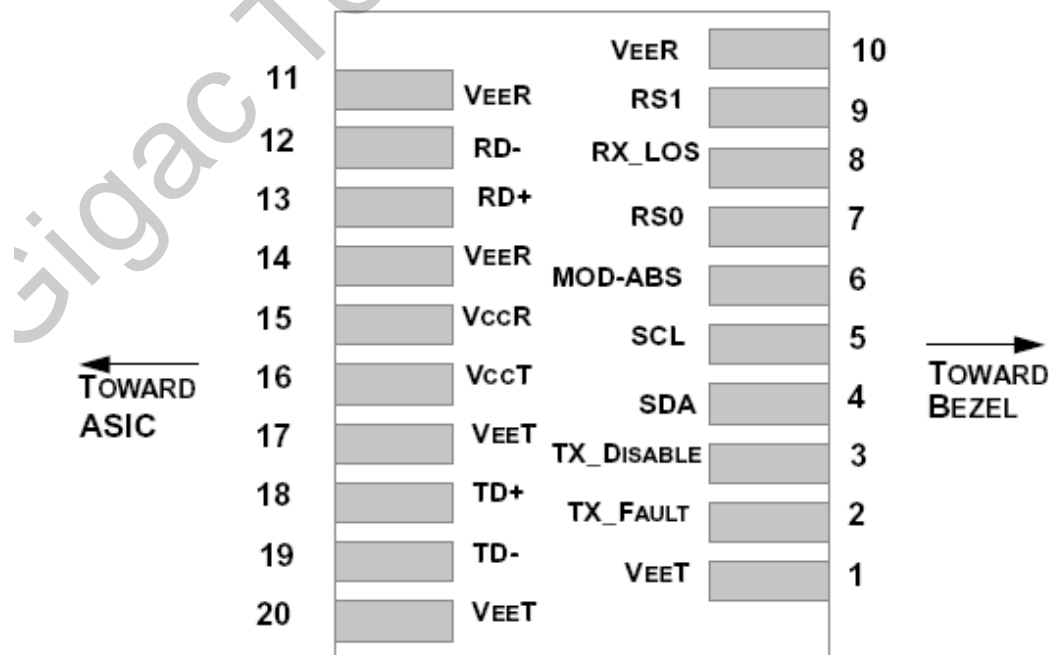 Gigac To
11 VEER
12 RD-
13 RD+
14 VEER
15 VccR
16 VccT
17 VEET
18 TD+
19 TD-
20 VEET
TOWARD
ASIC
VEER 10
RS1 9
RX_LOS 8
RS0 7
MOD-ABS 6
SCL 5
SDA 4
TX_DISABLE 3
TX_FAULT 2
VEET 1
TOWARD
BEZEL